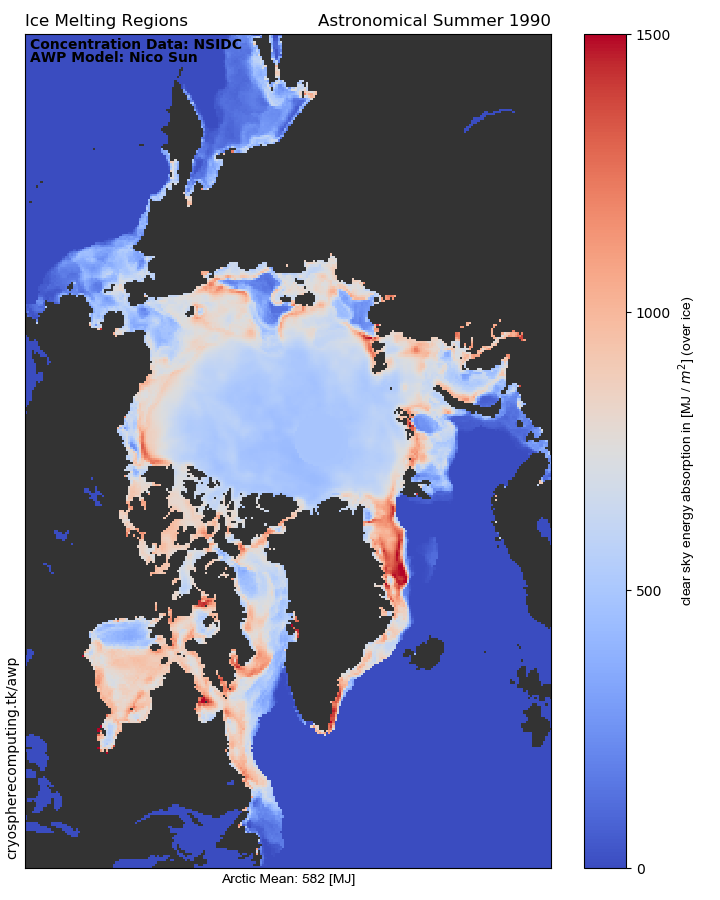 Ice Melting Regions
Astronomical Summer 1990
Concentration Data: NSIDC
AWP Model: Nico Sun
1500
1000
500
0
clear sky energy absorption in [MJ / m²] (over ice)
cryospherecomputing.tk/awp
Arctic Mean: 582 [MJ]